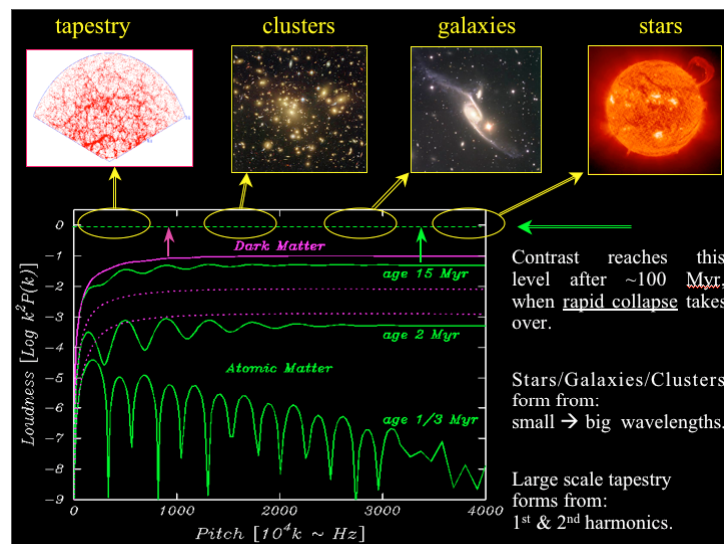 tapestry
clusters
galaxies
stars
0
-1
-2
-3
-4
-5
-6
-7
-8
-9
Loudness [Log k²P(k)]
Dark Matter
age 15 Myr
age 2 Myr
Atomic Matter
age 1/3 Myr
0
1000
2000
3000
4000
Pitch [10⁴k ~ Hz]
Contrast reaches this
level after ~100 Myr,
when rapid collapse takes
over.
Stars/Galaxies/Clusters
form from:
small → big wavelengths.
Large scale tapestry
forms from:
1st & 2nd harmonics.